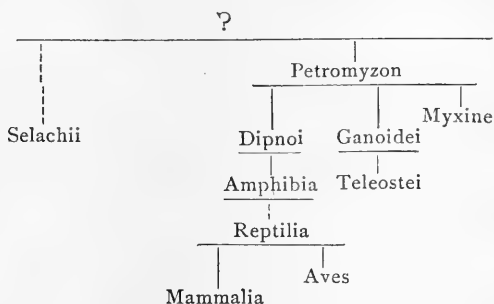 ?
Petromyzon
Selachii
Dipnoi
Ganoidei
Myxine
Amphibia
Teleostei
Reptilia
Mammalia
Aves